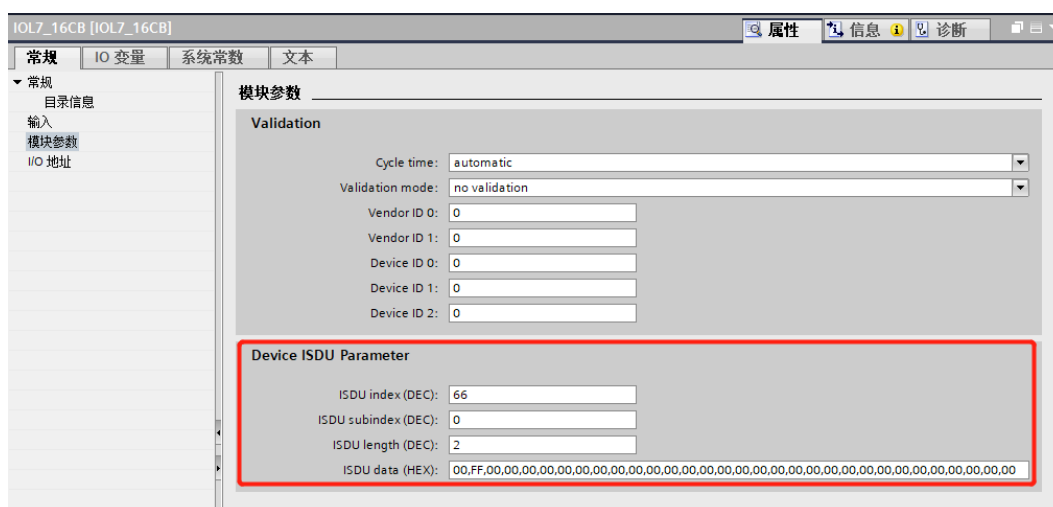 IOL7_16CB [IOL7_16CB]
属性 信息 诊断
常规 IO 变量 系统常数 文本
常规
目录信息
输入
模块参数
I/O 地址
模块参数
Validation
Cycle time: automatic
Validation mode: no validation
Vendor ID 0: 0
Vendor ID 1: 0
Device ID 0: 0
Device ID 1: 0
Device ID 2: 0
Device ISDU Parameter
ISDU index (DEC): 66
ISDU subindex (DEC): 0
ISDU length (DEC): 2
ISDU data (HEX): 00,FF,00,00,00,00,00,00,00,00,00,00,00,00,00,00,00,00,00,00,00,00,00,00,00,00,00,00,00,00,00,00